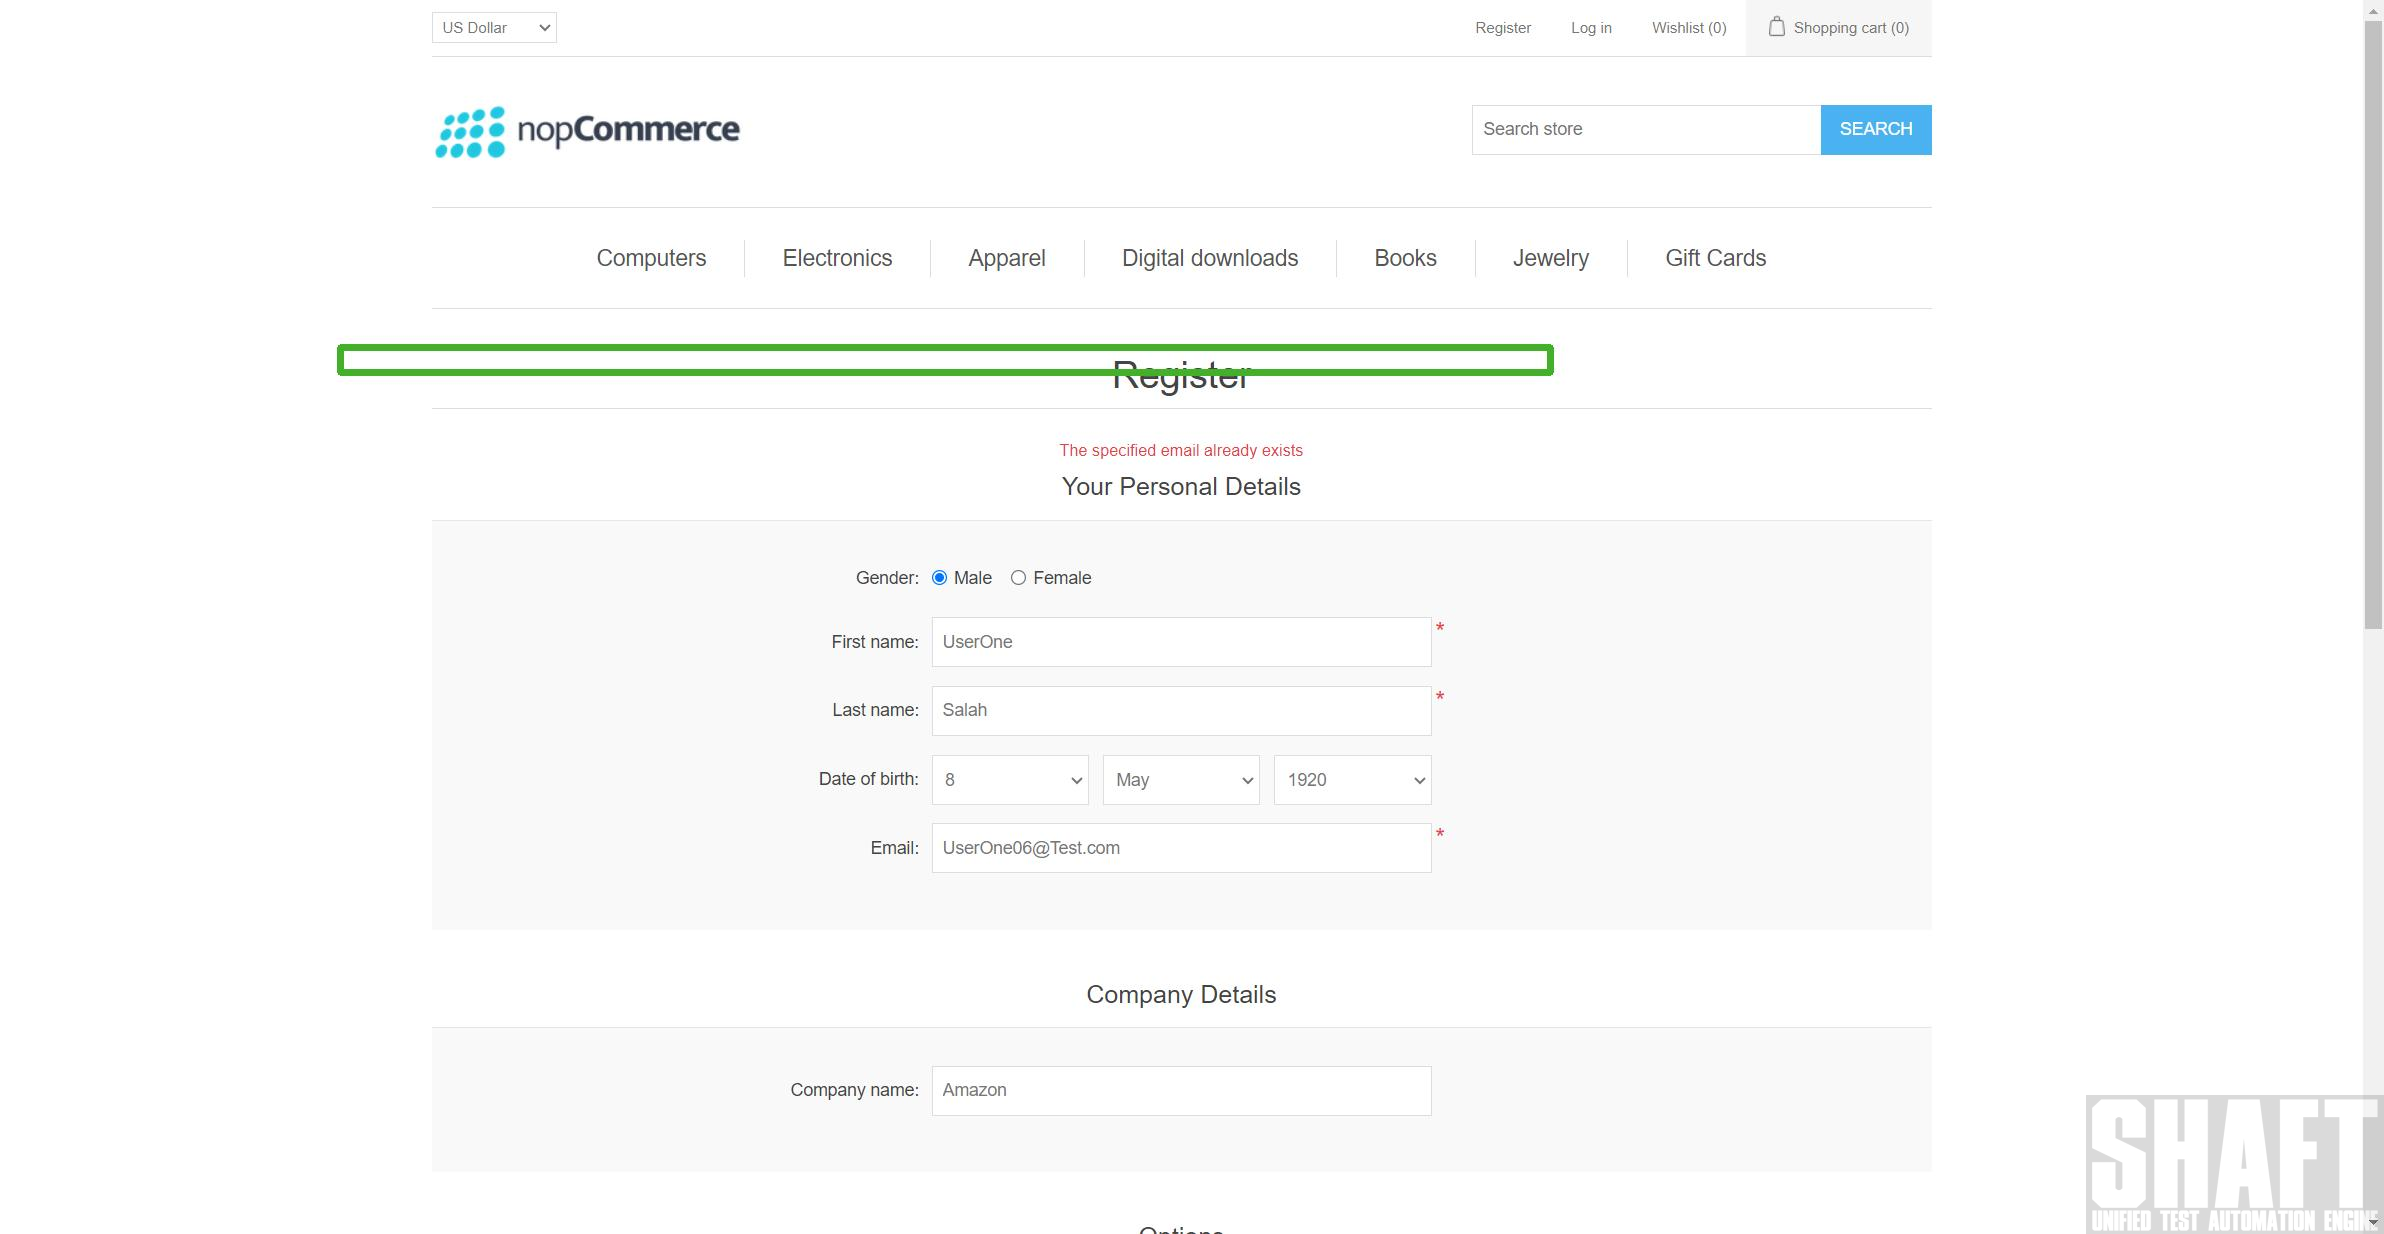 US Dollar Register Log in Wishlist (0) Shopping cart (0)
nopCommerce Search store SEARCH
Computers Electronics Apparel Digital downloads Books Jewelry Gift Cards
Register
The specified email already exists
Your Personal Details
Gender: Male Female
First name: UserOne *
Last name: Salah *
Date of birth: 8 May 1920
Email: UserOne06@Test.com *
Company Details
Company name: Amazon
Options
SHAFT
UNIFIED TEST AUTOMATION ENGINE